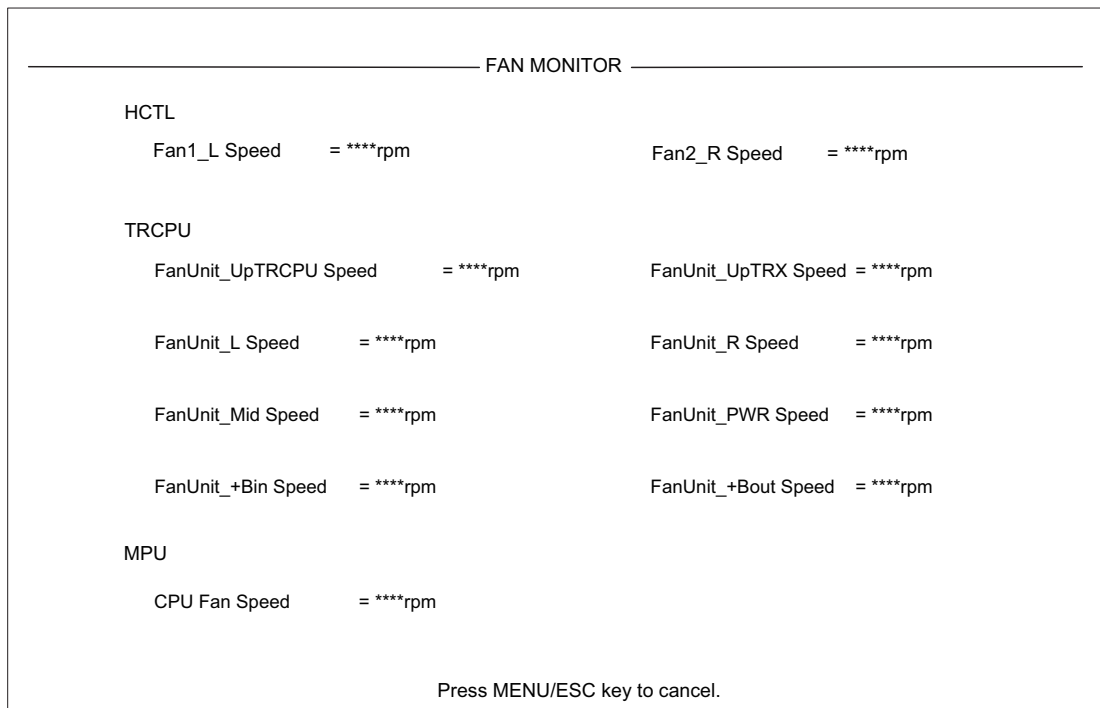 FAN MONITOR
HCTL
Fan1_L Speed = ****rpm Fan2_R Speed = ****rpm
TRCPU
FanUnit_UpTRCPU Speed = ****rpm FanUnit_UpTRX Speed = ****rpm
FanUnit_L Speed = ****rpm FanUnit_R Speed = ****rpm
FanUnit_Mid Speed = ****rpm FanUnit_PWR Speed = ****rpm
FanUnit_+Bin Speed = ****rpm FanUnit_+Bout Speed = ****rpm
MPU
CPU Fan Speed = ****rpm
Press MENU/ESC key to cancel.